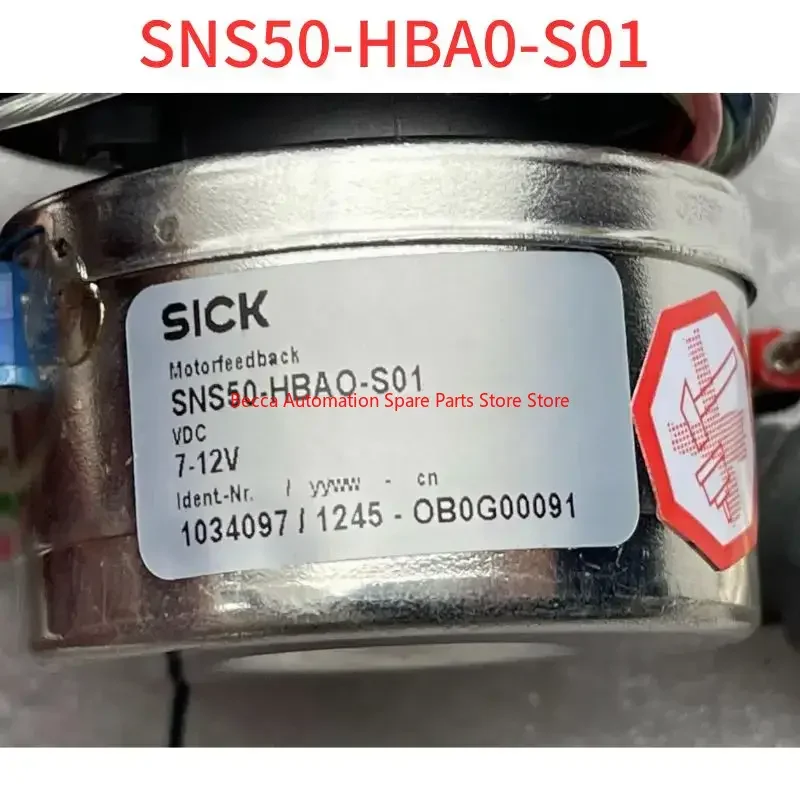 SNS50-HBA0-S01
SICK
Motorfeedback
SNS50-HBA0-S01
Becca Automation Spare Parts Store Store
VDC
7-12V
Ident-Nr. / yyww - cn
1034097 / 1245 - OB0G00091